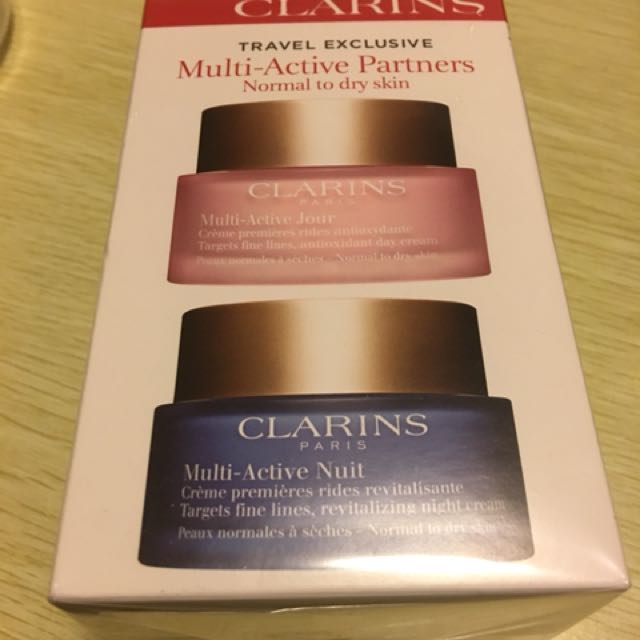 CLARINS
TRAVEL EXCLUSIVE
Multi-Active Partners
Normal to dry skin
CLARINS
PARIS
Multi-Active Jour
Crème premières rides antioxidante
Targets fine lines, antioxidant day cream
Peaux normales à sèches - Normal to dry skin
CLARINS
PARIS
Multi-Active Nuit
Crème premières rides revitalisante
Targets fine lines, revitalizing night cream
Peaux normales à sèches - Normal to dry skin